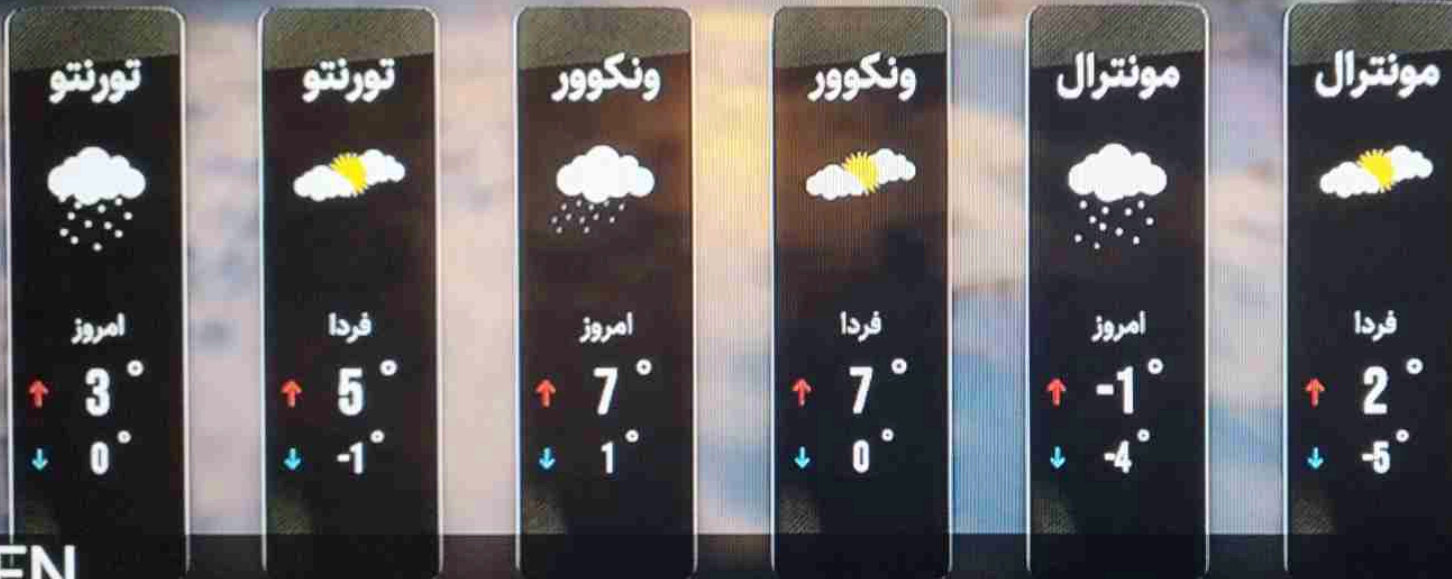 تورنتو
امروز
3°
0°
تورنتو
فردا
5°
-1°
ونکوور
امروز
7°
1°
ونکوور
فردا
7°
0°
مونترال
امروز
-1°
-4°
مونترال
فردا
2°
-5°
EN